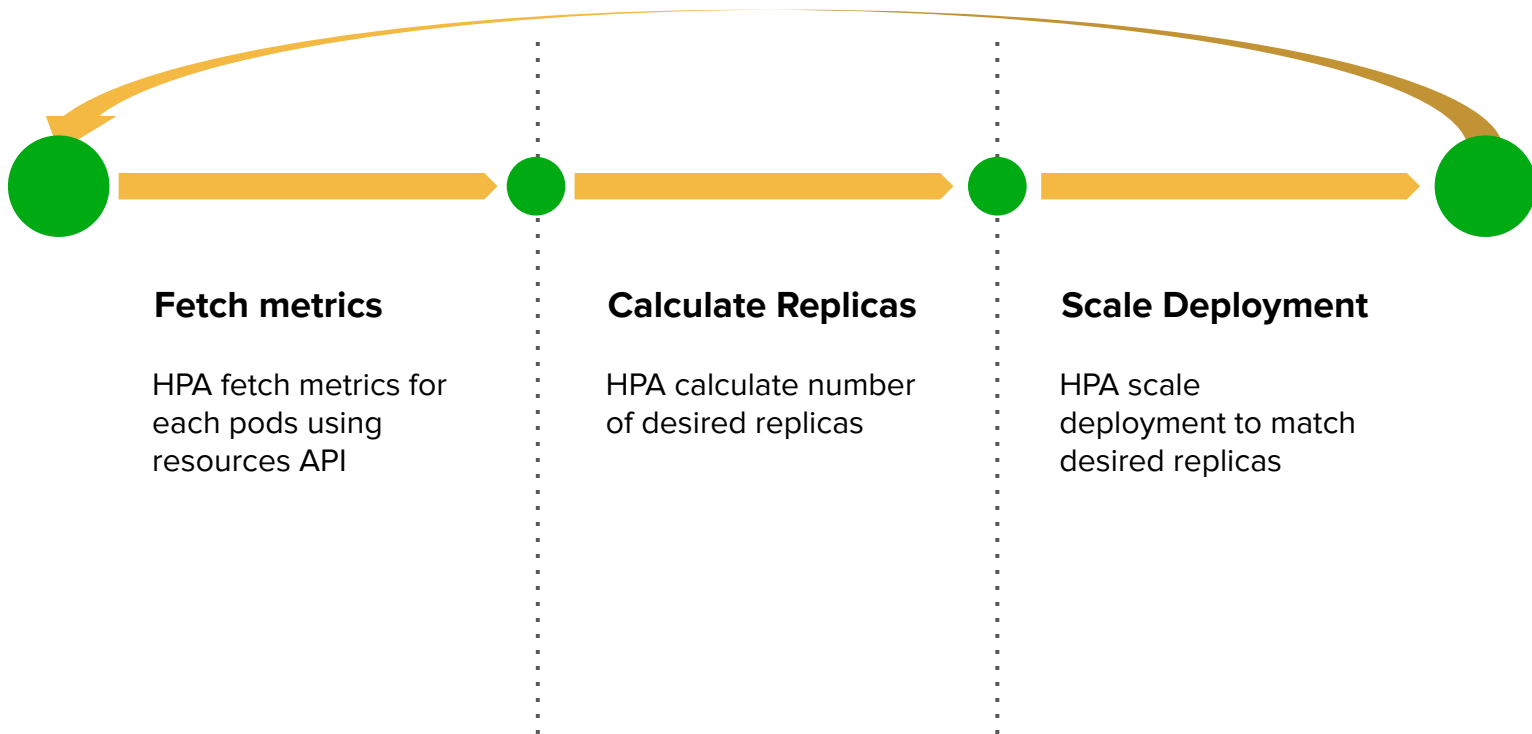 Fetch metrics
HPA fetch metrics for
each pods using
resources API
Calculate Replicas
HPA calculate number
of desired replicas
Scale Deployment
HPA scale
deployment to match
desired replicas